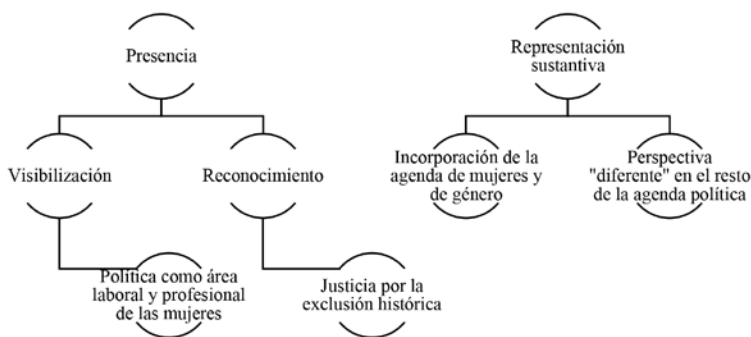 Presencia
Representación
sustantiva
Visibilización
Reconocimiento
Incorporación de la
agenda de mujeres y
de género
Perspectiva
"diferente" en el resto
de la agenda política
Política como área
laboral y profesional
de las mujeres
Justicia por la
exclusión histórica